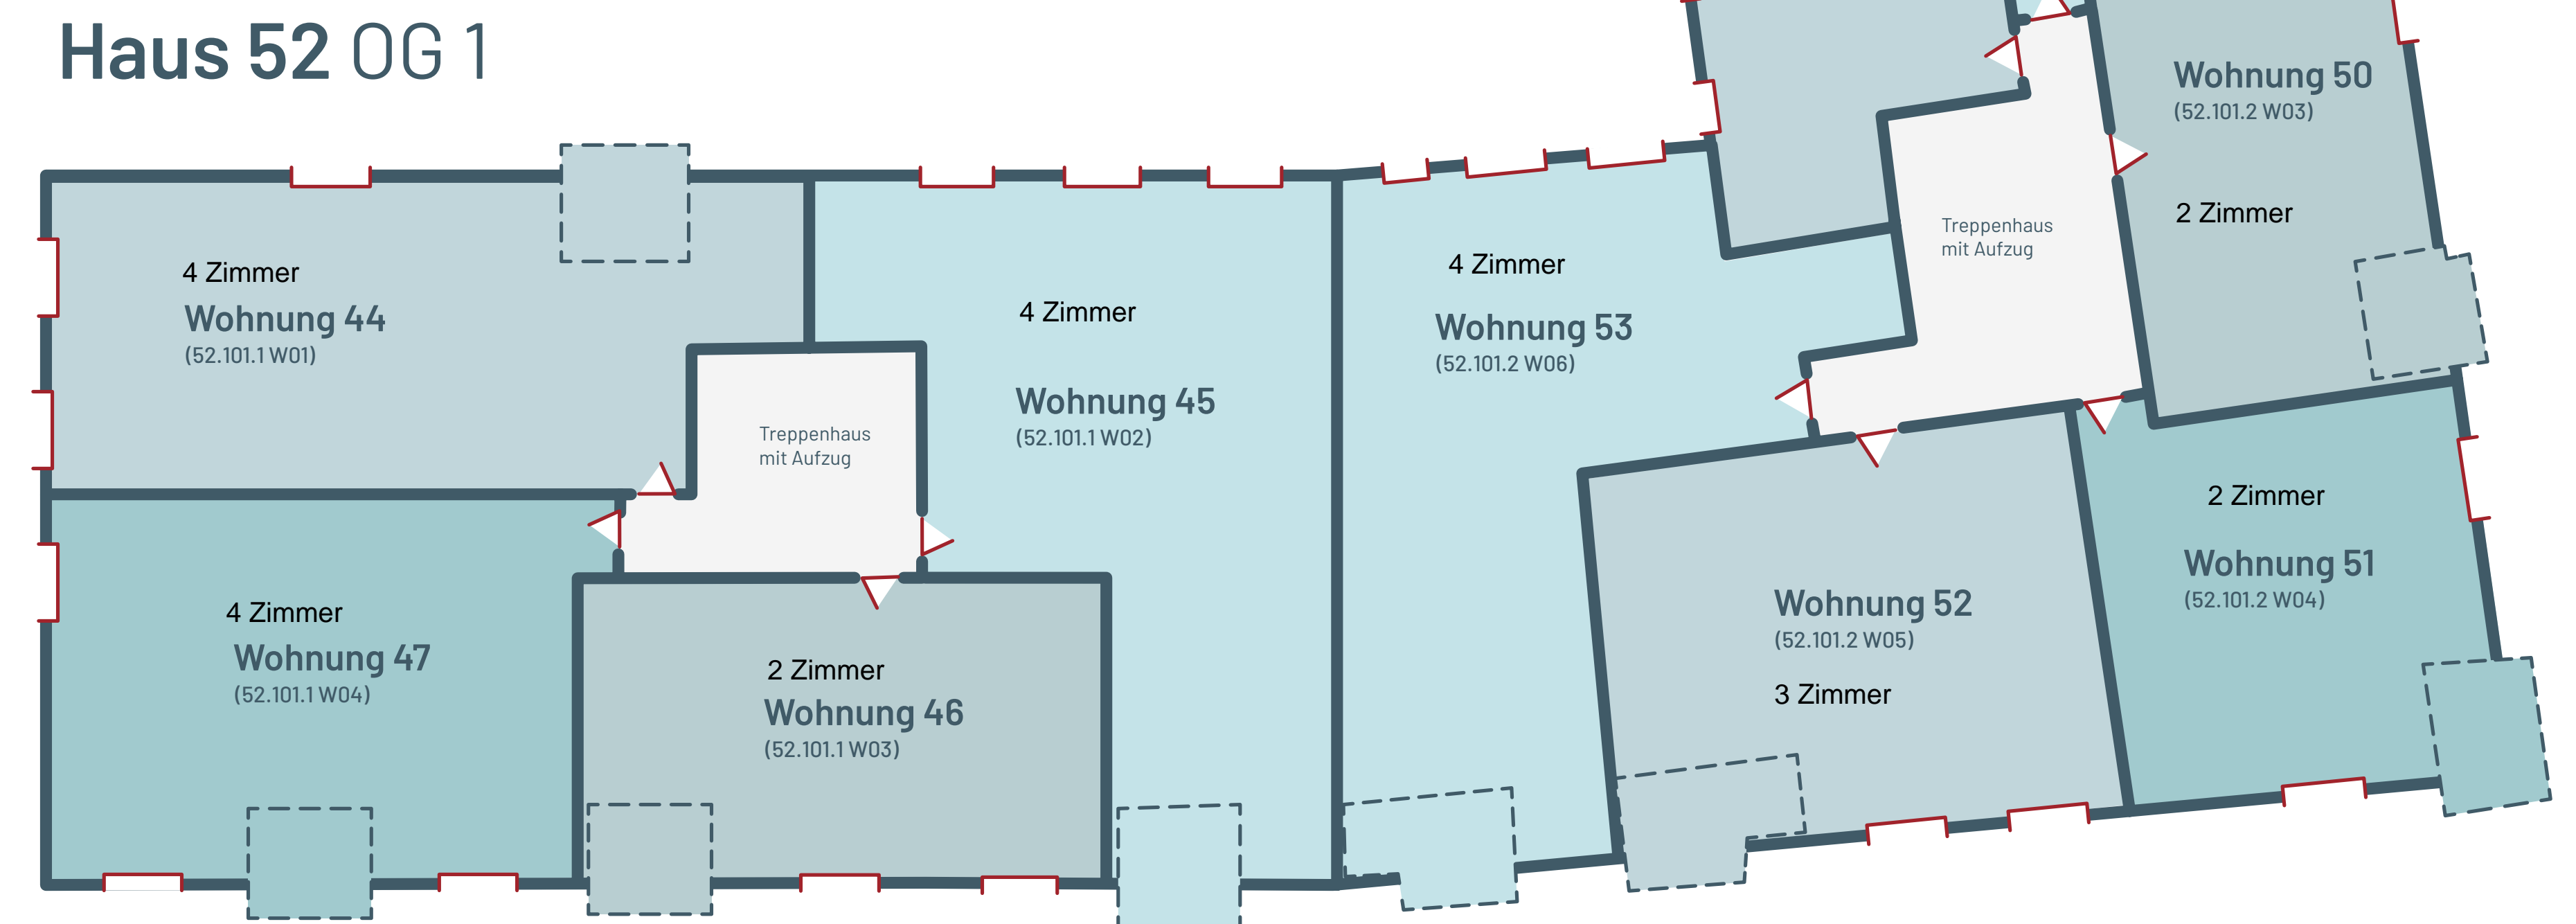 Haus 52 OG 1
4 Zimmer
Wohnung 44
(52.101.1 W01)
4 Zimmer
Wohnung 45
(52.101.1 W02)
Treppenhaus
mit Aufzug
4 Zimmer
Wohnung 47
(52.101.1 W04)
2 Zimmer
Wohnung 46
(52.101.1 W03)
4 Zimmer
Wohnung 53
(52.101.2 W06)
Treppenhaus
mit Aufzug
Wohnung 50
(52.101.2 W03)
2 Zimmer
Wohnung 52
(52.101.2 W05)
3 Zimmer
2 Zimmer
Wohnung 51
(52.101.2 W04)